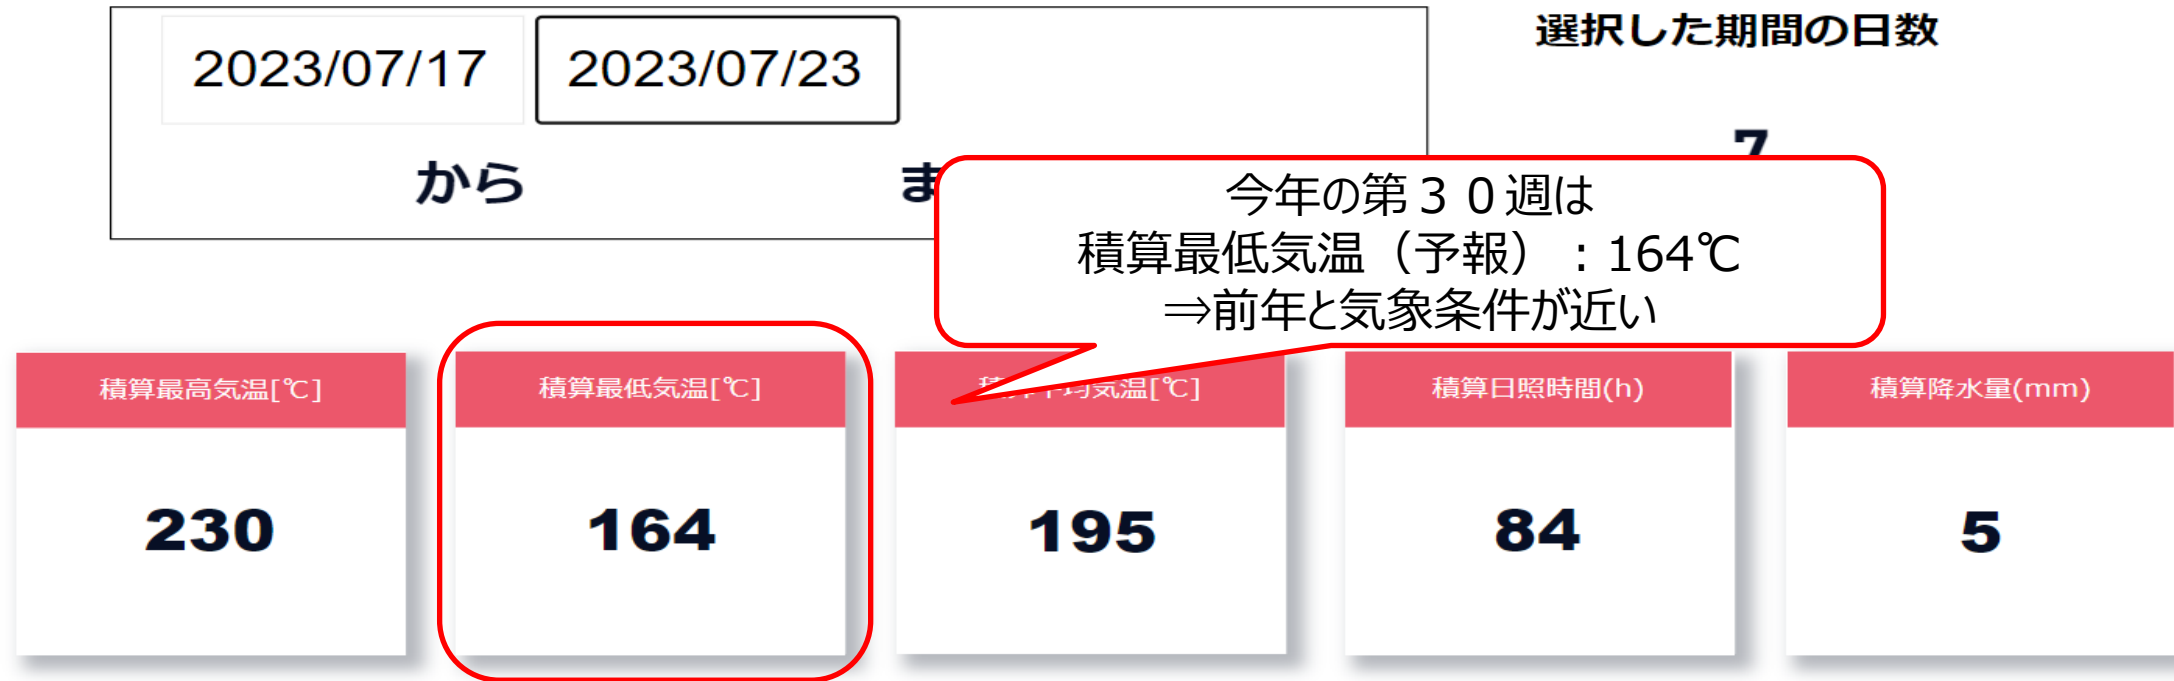 2023/07/17 2023/07/23
から
選択した期間の日数
7
今年の第３０週は
積算最低気温（予報）：164℃
⇒前年と気象条件が近い
積算最高気温[℃]
230
積算最低気温[℃]
164
気温[℃]
195
積算日照時間(h)
84
積算降水量(mm)
5